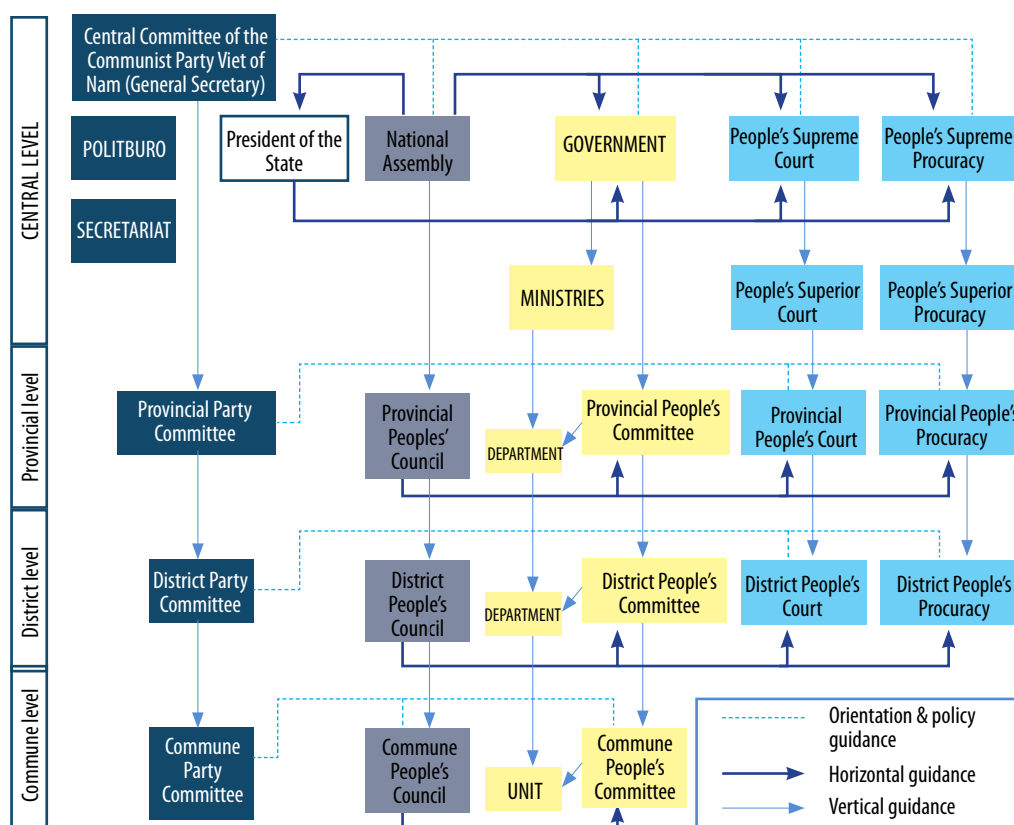 CENTRAL LEVEL
Central Committee of the
Communist Party Viet of
Nam (General Secretary)
POLITBURO
SECRETARIAT
President of the
State
National
Assembly
GOVERNMENT
People's Supreme
Court
People's Supreme
Procuracy
MINISTRIES
People's Superior
Court
People's Superior
Procuracy
Provincial level
Provincial Party
Committee
Provincial
Peoples'
Council
DEPARTMENT
Provincial People's
Committee
Provincial
People's Court
Provincial People's
Procuracy
District level
District Party
Committee
District
People's
Council
DEPARTMENT
District People's
Committee
District People's
Court
District People's
Procuracy
Commune level
Commune
Party
Committee
Commune
People's
Council
UNIT
Commune
People's
Committee
Orientation & policy
guidance
Horizontal guidance
Vertical guidance